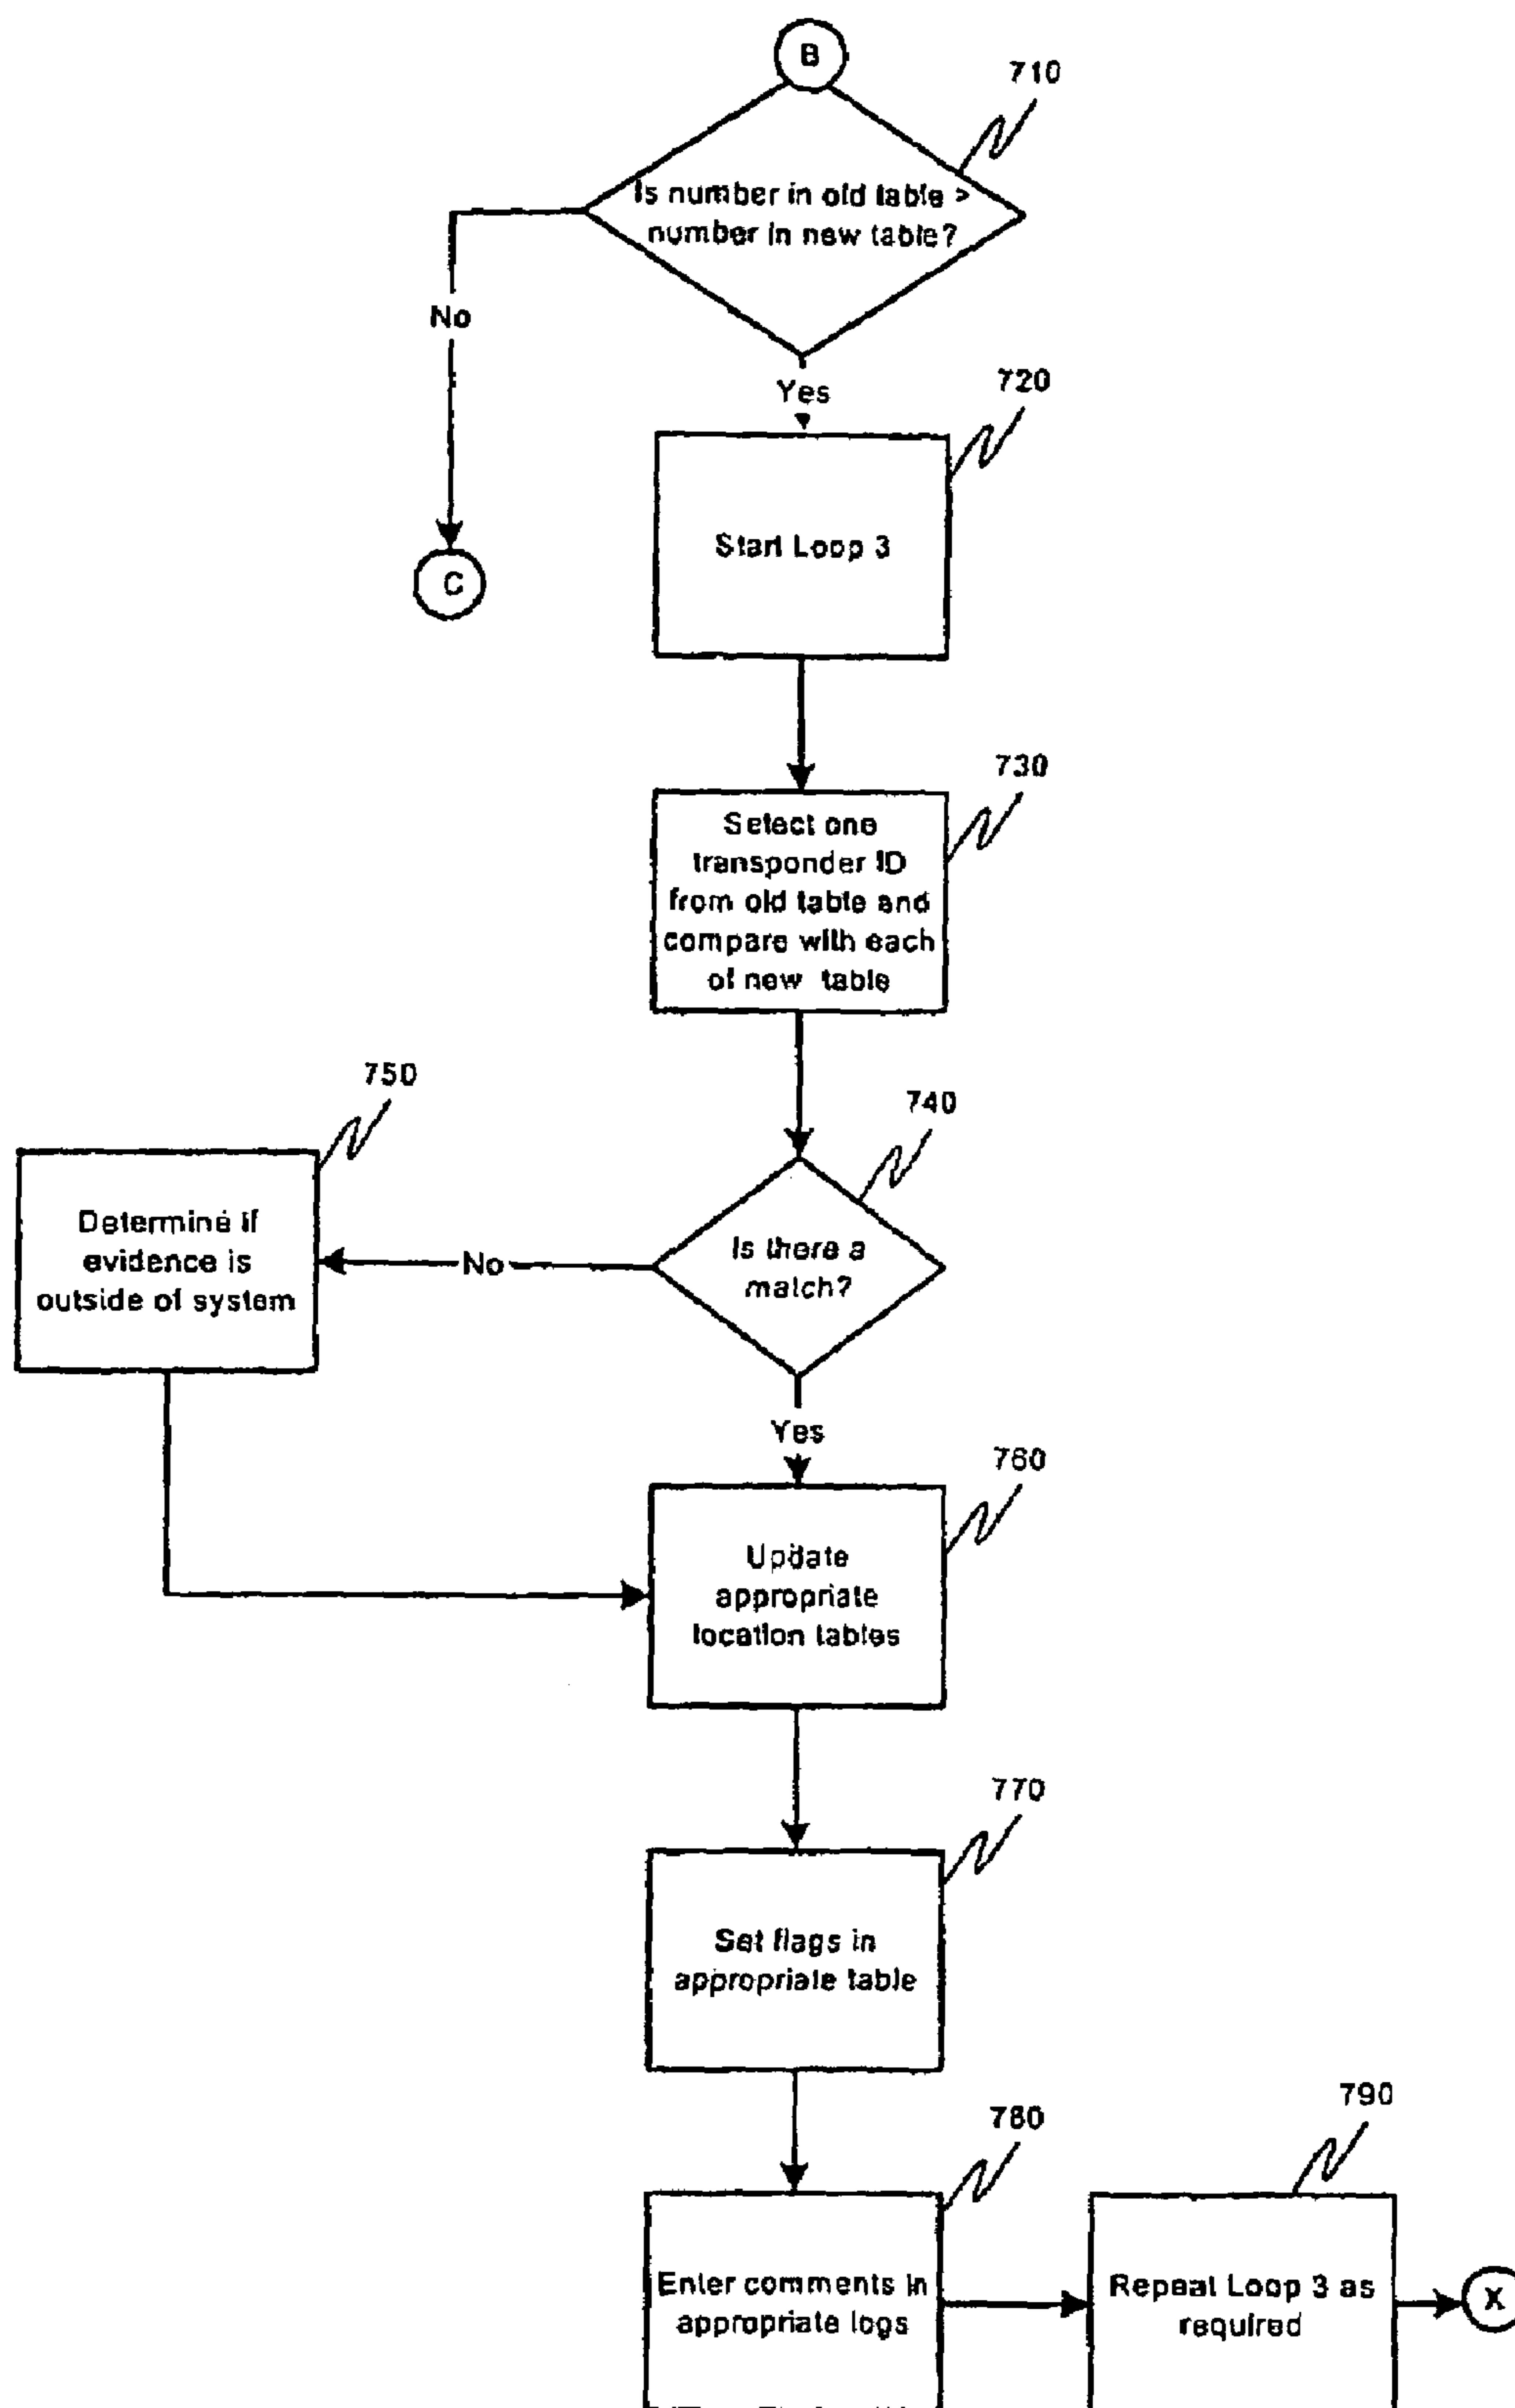 B
710
Is number in old table >
number in new table?
No
Yes
720
C
Start Loop 3
730
Select one
transponder ID
from old table and
compare with each
of new table
750
740
Determine if
evidence is
outside of system
No
Is there a
match?
Yes
760
Update
appropriate
location tables
770
Set flags in
appropriate table
780
790
Enter comments in
appropriate logs
Repeat Loop 3 as
required
X